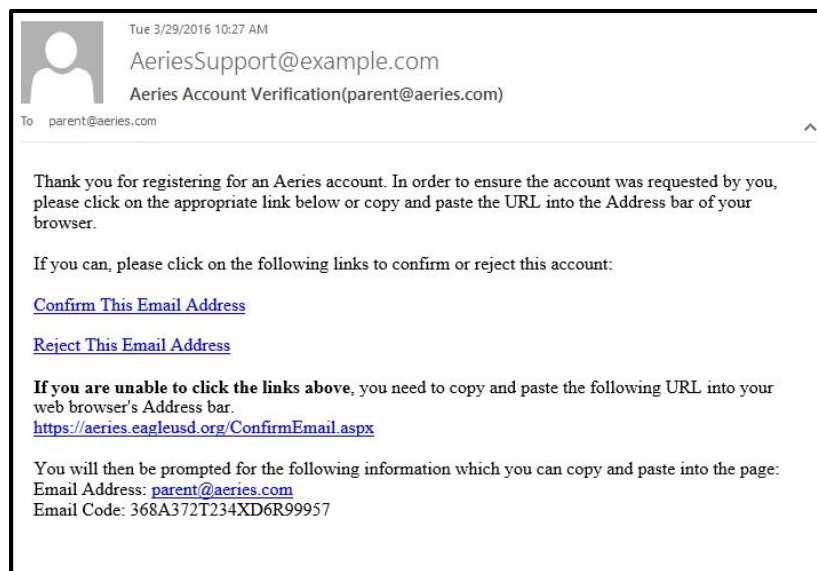 Tue 3/29/2016 10:27 AM
AeriesSupport@example.com
Aeries Account Verification(parent@aeries.com)
To parent@aeries.com
Thank you for registering for an Aeries account. In order to ensure the account was requested by you,
please click on the appropriate link below or copy and paste the URL into the Address bar of your
browser.
If you can, please click on the following links to confirm or reject this account:
Confirm This Email Address
Reject This Email Address
If you are unable to click the links above, you need to copy and paste the following URL into your
web browser's Address bar.
https://aeries.eagleusd.org/ConfirmEmail.aspx
You will then be prompted for the following information which you can copy and paste into the page:
Email Address: parent@aeries.com
Email Code: 368A372T234XD6R99957